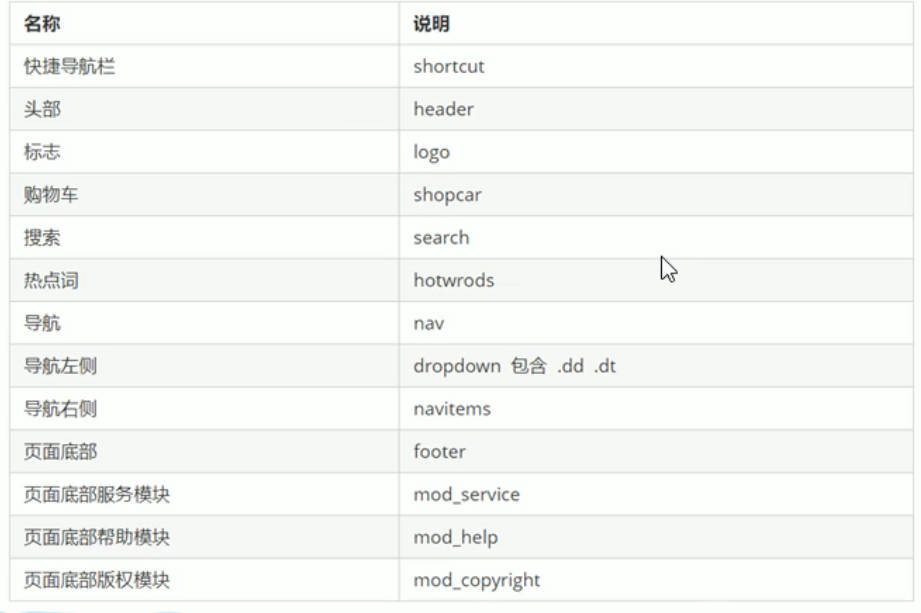 名称 说明
快捷导航栏 shortcut
头部 header
标志 logo
购物车 shopcar
搜索 search
热点词 hotwrods
导航 nav
导航左侧 dropdown 包含 .dd .dt
导航右侧 navitems
页面底部 footer
页面底部服务模块 mod_service
页面底部帮助模块 mod_help
页面底部版权模块 mod_copyright